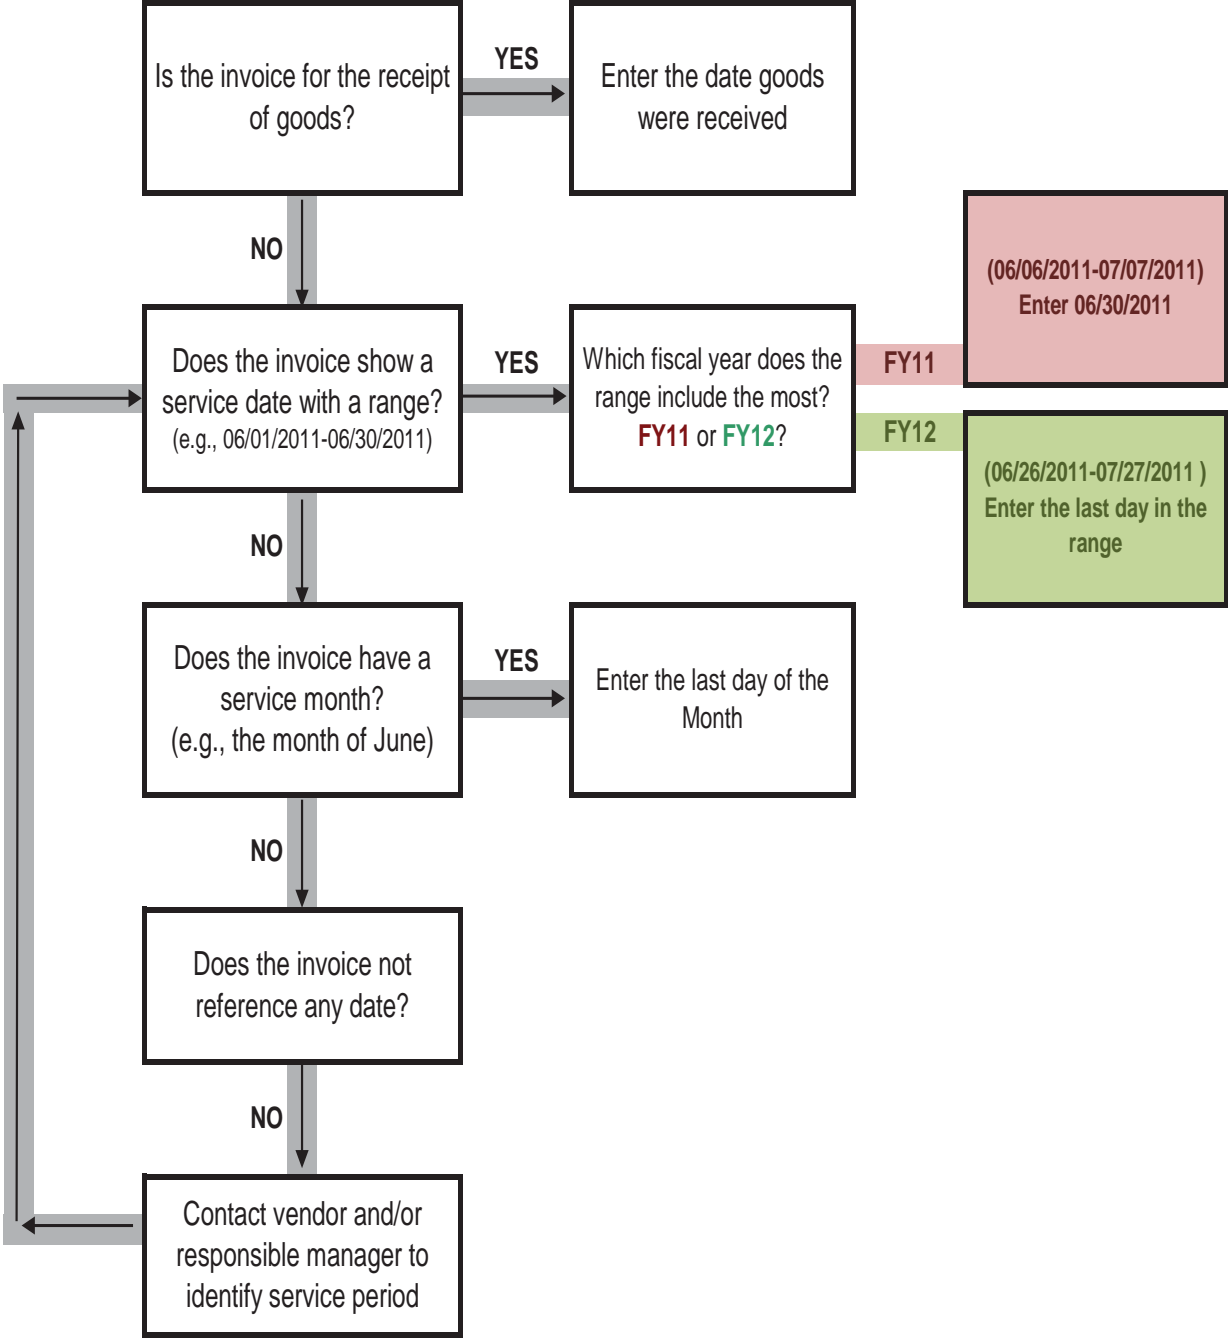 Is the invoice for the receipt
of goods?
YES
Enter the date goods
were received
NO
(06/06/2011-07/07/2011)
Enter 06/30/2011
Does the invoice show a
service date with a range?
(e.g., 06/01/2011-06/30/2011)
YES
Which fiscal year does the
range include the most?
FY11 or FY12?
FY11
FY12
(06/26/2011-07/27/2011 )
Enter the last day in the
range
NO
Does the invoice have a
service month?
(e.g., the month of June)
YES
Enter the last day of the
Month
NO
Does the invoice not
reference any date?
NO
Contact vendor and/or
responsible manager to
identify service period